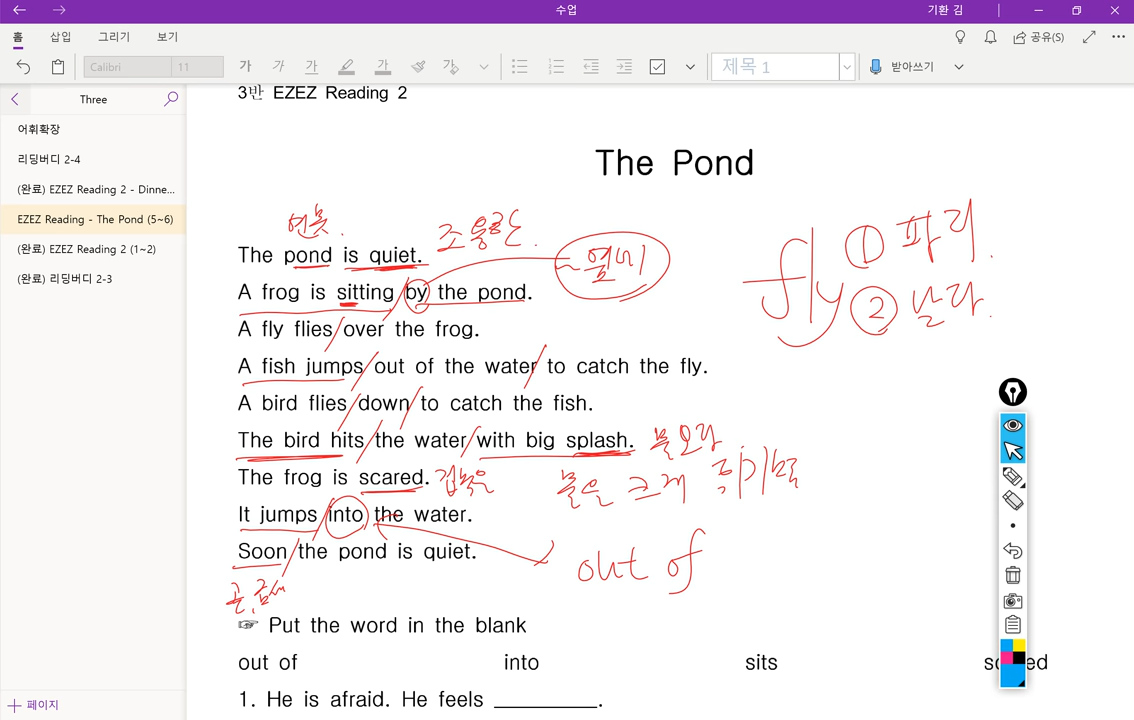 수업
기환 김
홈 삽입 그리기 보기
공유(S)
Calibri 11 가 가 가 가 제목 1 받아쓰기
Three
어휘확장
리딩버디 2-4
(완료) EZEZ Reading 2 - Dinne...
EZEZ Reading - The Pond (5~6)
(완료) EZEZ Reading 2 (1~2)
(완료) 리딩버디 2-3
페이지
3반 EZEZ Reading 2
The Pond
연못.
조용한.
The pond is quiet.
옆에
fly ① 파리.
② 날다.
A frog is sitting by the pond.
A fly flies over the frog.
A fish jumps out of the water to catch the fly.
A bird flies down to catch the fish.
The bird hits the water with big splash. 물보라
The frog is scared. 겁먹은
물을 크게 튀기며
It jumps into the water.
Soon the pond is quiet.
out of
곧, 금새
☞ Put the word in the blank
out of into sits sc ed
1. He is afraid. He feels ________.